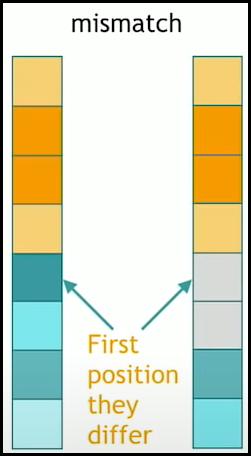 mismatch
First
position
they
differ